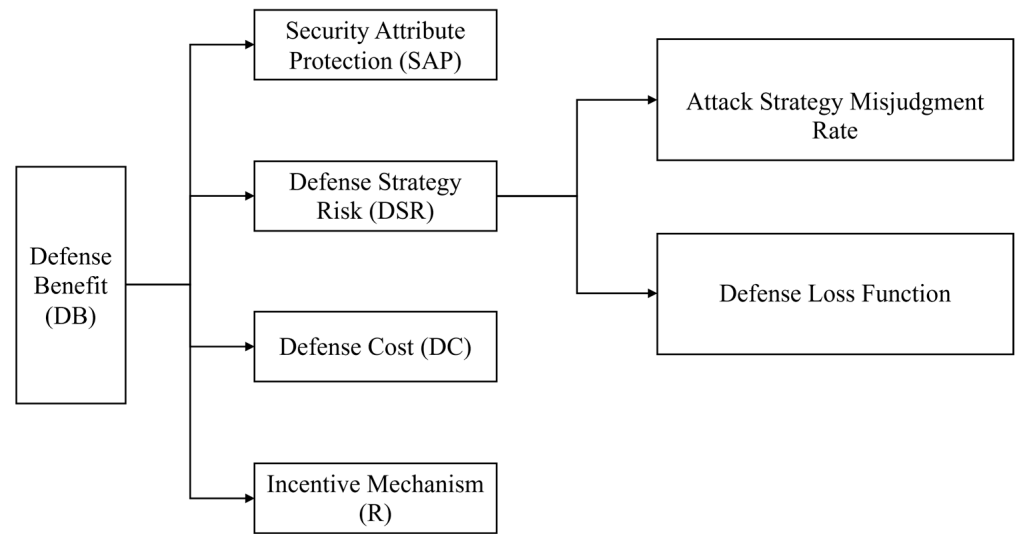 Defense
Benefit
(DB)
Security Attribute
Protection (SAP)
Defense Strategy
Risk (DSR)
Defense Cost (DC)
Incentive Mechanism
(R)
Attack Strategy Misjudgment
Rate
Defense Loss Function